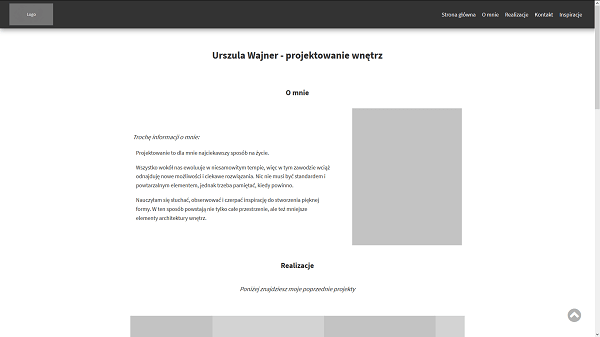 Logo
Strona główna O mnie Realizacje Kontakt Inspiracje
Urszula Wajner - projektowanie wnętrz
O mnie
Trochę informacji o mnie:
Projektowanie to dla mnie najciekawszy sposób na życie.
Wszystko wokół nas ewoluuje w niesamowitym tempie, więc w tym zawodzie wciąż
odnajduję nowe możliwości i ciekawe rozwiązania. Nic nie musi być standardem i
powtarzalnym elementem, jednak trzeba pamiętać, kiedy powinno.
Nauczyłam się słuchać, obserwować i czerpać inspirację do stworzenia pięknej
formy. W ten sposób powstają nie tylko całe przestrzenie, ale też mniejsze
elementy architektury wnętrz.
Realizacje
Poniżej znajdziesz moje poprzednie projekty